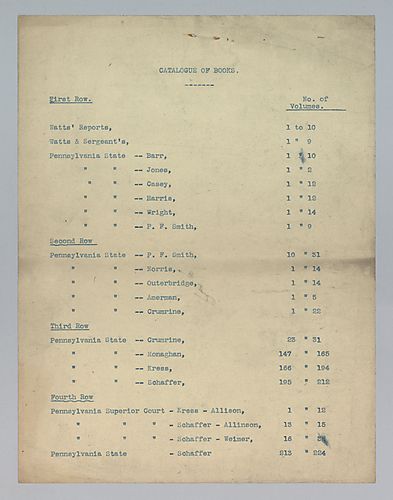 CATALOGUE OF BOOKS.
-------
First Row. No. of
Volumes.
Watts' Reports, 1 to 10
Watts & Sergeant's, 1 " 9
Pennsylvania State -- Barr, 1 " 10
" " -- Jones, 1 " 2
" " -- Casey, 1 " 12
" " -- Harris, 1 " 12
" " -- Wright, 1 " 14
" " -- P. F. Smith, 1 " 9
Second Row
Pennsylvania State -- P. F. Smith, 10 " 31
" " -- Norris, 1 " 14
" " -- Outerbridge, 1 " 14
" " -- Amerman, 1 " 5
" " -- Crumrine, 1 " 22
Third Row
Pennsylvania State -- Crumrine, 23 " 31
" " -- Monaghan, 147 " 165
" " -- Kress, 166 " 194
" " -- Schaffer, 195 " 212
Fourth Row
Pennsylvania Superior Court - Kress - Allison, 1 " 12
" " " - Schaffer - Allinson, 13 " 15
" " " - Schaffer - Weimer, 16 "
Pennsylvania State - Schaffer 213 " 224